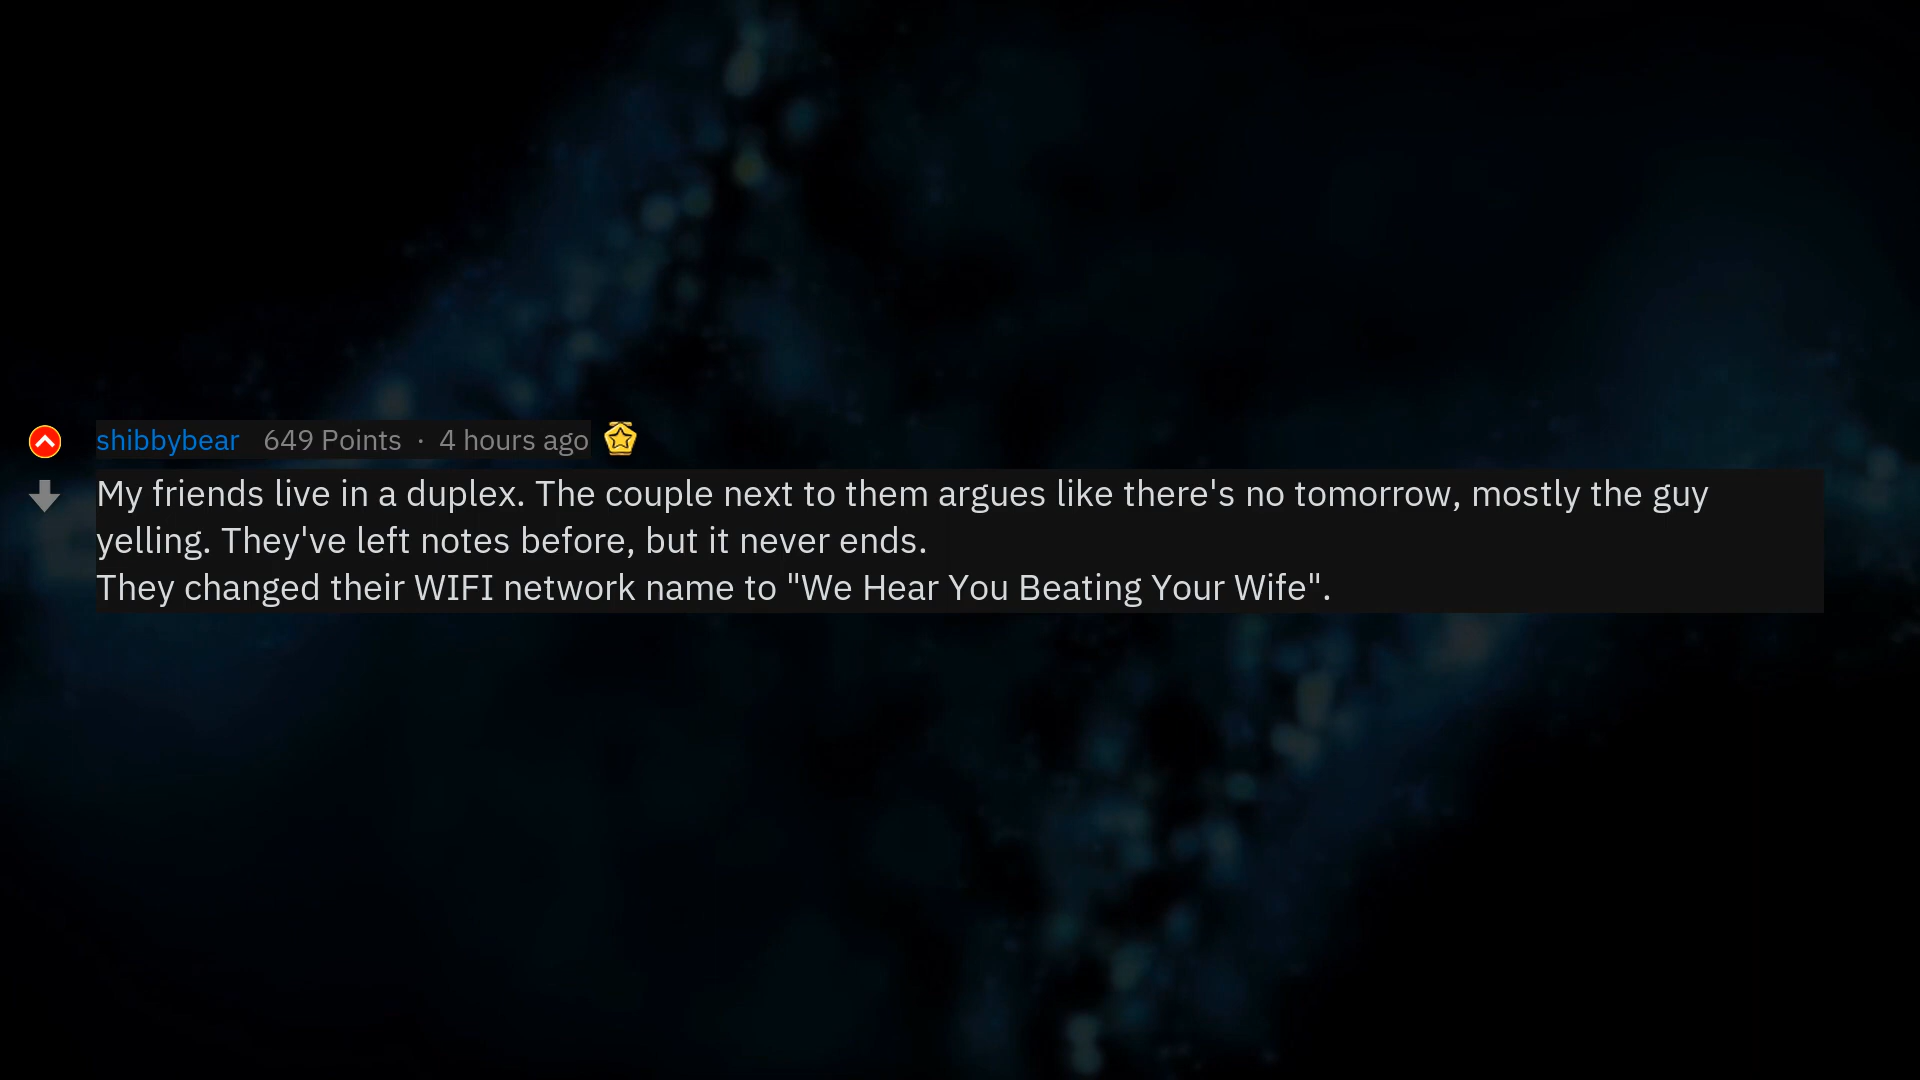 shibbybear 649 Points · 4 hours ago
My friends live in a duplex. The couple next to them argues like there's no tomorrow, mostly the guy
yelling. They've left notes before, but it never ends.
They changed their WIFI network name to "We Hear You Beating Your Wife".